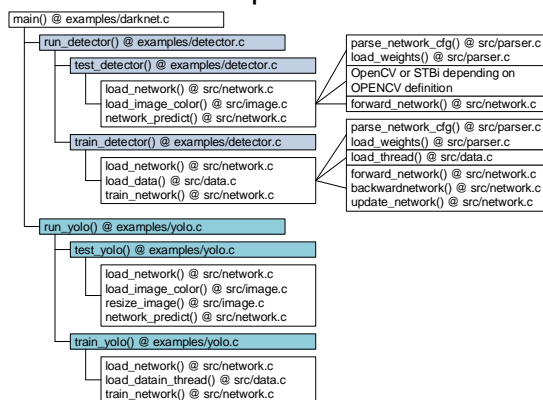 main() @ examples/darknet.c
run_detector() @ examples/detector.c
test_detector() @ examples/detector.c
load_network() @ src/network.c
load_image_color() @ src/image.c
network_predict() @ src/network.c
parse_network_cfg() @ src/parser.c
load_weights() @ src/parser.c
OpenCV or STBi depending on
OPENCV definition
forward_network() @ src/network.c
train_detector() @ examples/detector.c
load_network() @ src/network.c
load_data() @ src/data.c
train_network() @ src/network.c
parse_network_cfg() @ src/parser.c
load_weights() @ src/parser.c
load_thread() @ src/data.c
forward_network() @ src/network.c
backwardnetwork() @ src/network.c
update_network() @ src/network.c
run_yolo() @ examples/yolo.c
test_yolo() @ examples/yolo.c
load_network() @ src/network.c
load_image_color() @ src/image.c
resize_image() @ src/image.c
network_predict() @ src/network.c
train_yolo() @ examples/yolo.c
load_network() @ src/network.c
load_datain_thread() @ src/data.c
train_network() @ src/network.c